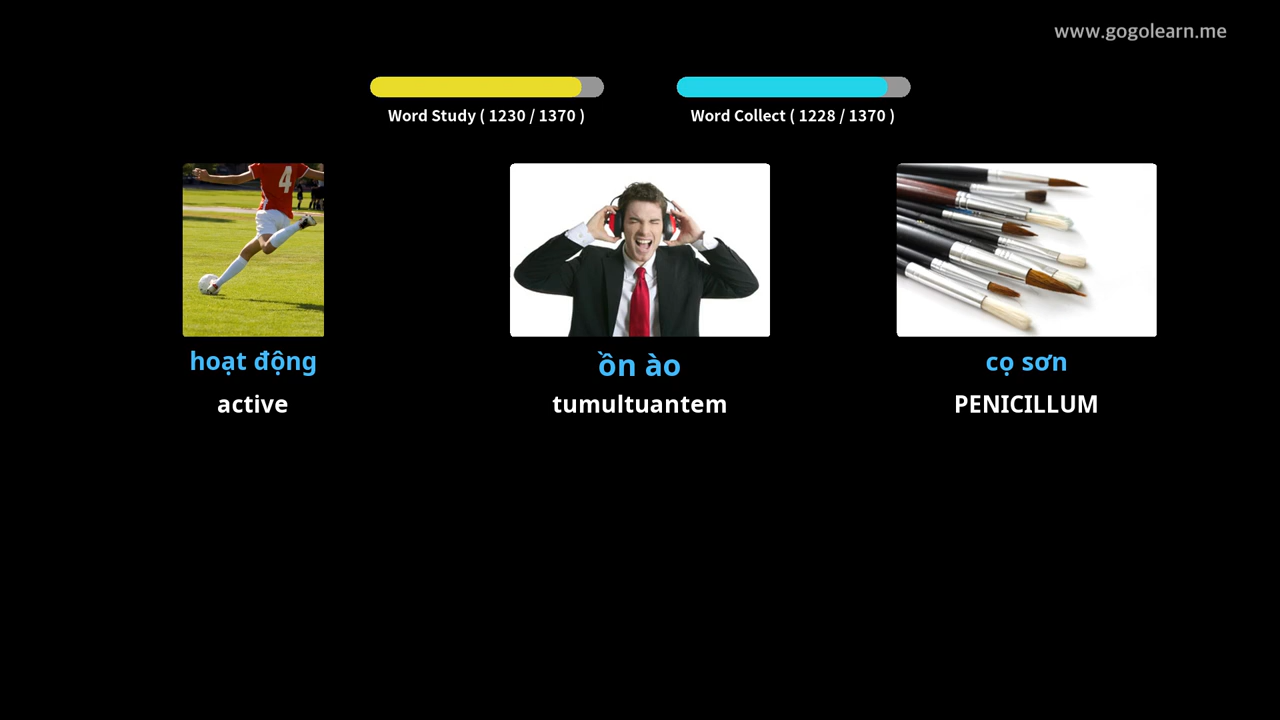 www.gogolearn.me
Word Study ( 1230 / 1370 )
Word Collect ( 1228 / 1370 )
4
hoạt động
active
ồn ào
tumultuantem
cọ sơn
PENICILLUM